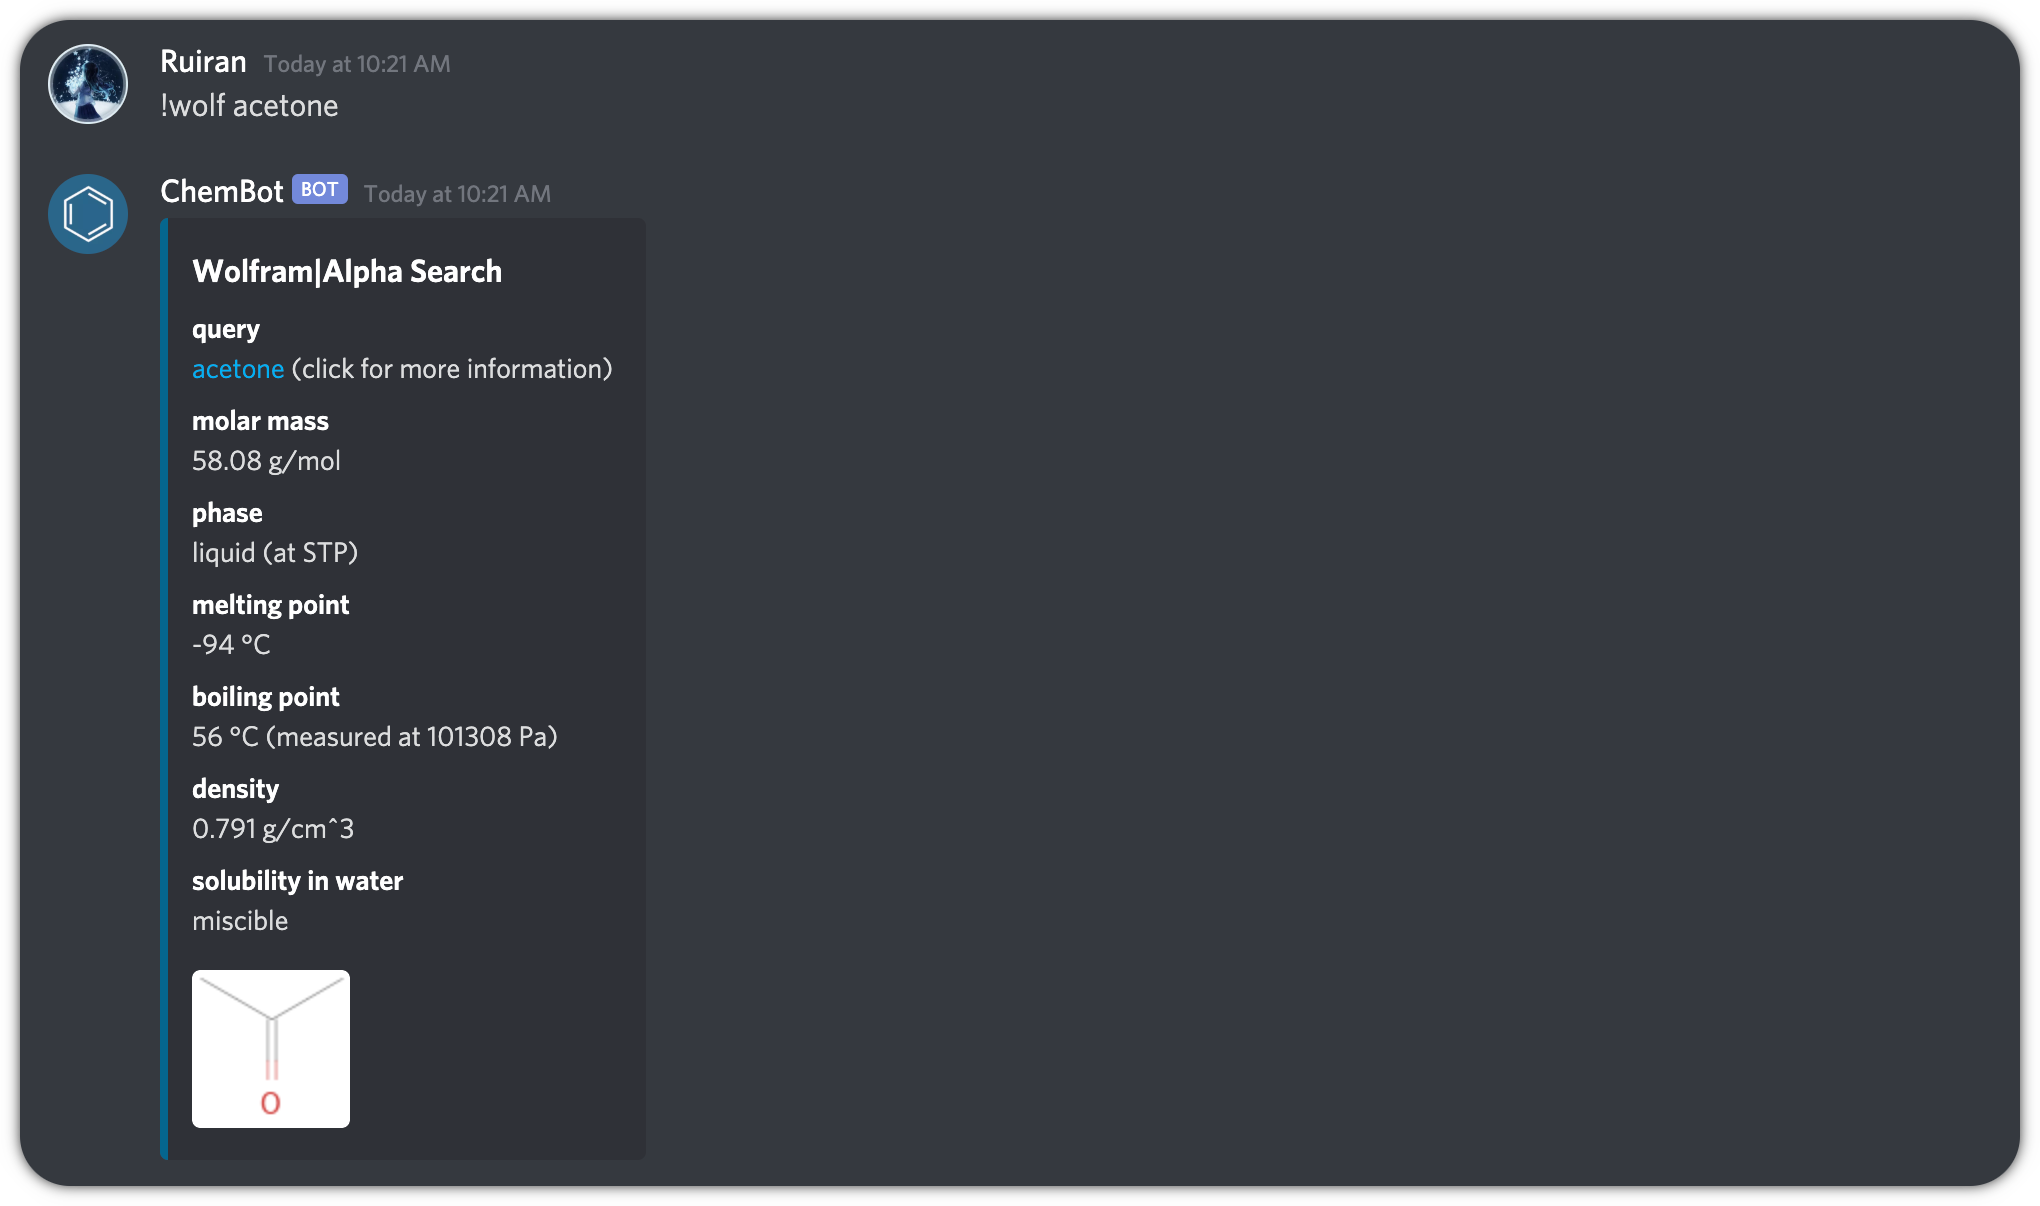 Ruiran Today at 10:21 AM
!wolf acetone
ChemBot BOT Today at 10:21 AM
Wolfram|Alpha Search
query
acetone (click for more information)
molar mass
58.08 g/mol
phase
liquid (at STP)
melting point
-94 °C
boiling point
56 °C (measured at 101308 Pa)
density
0.791 g/cm^3
solubility in water
miscible
O